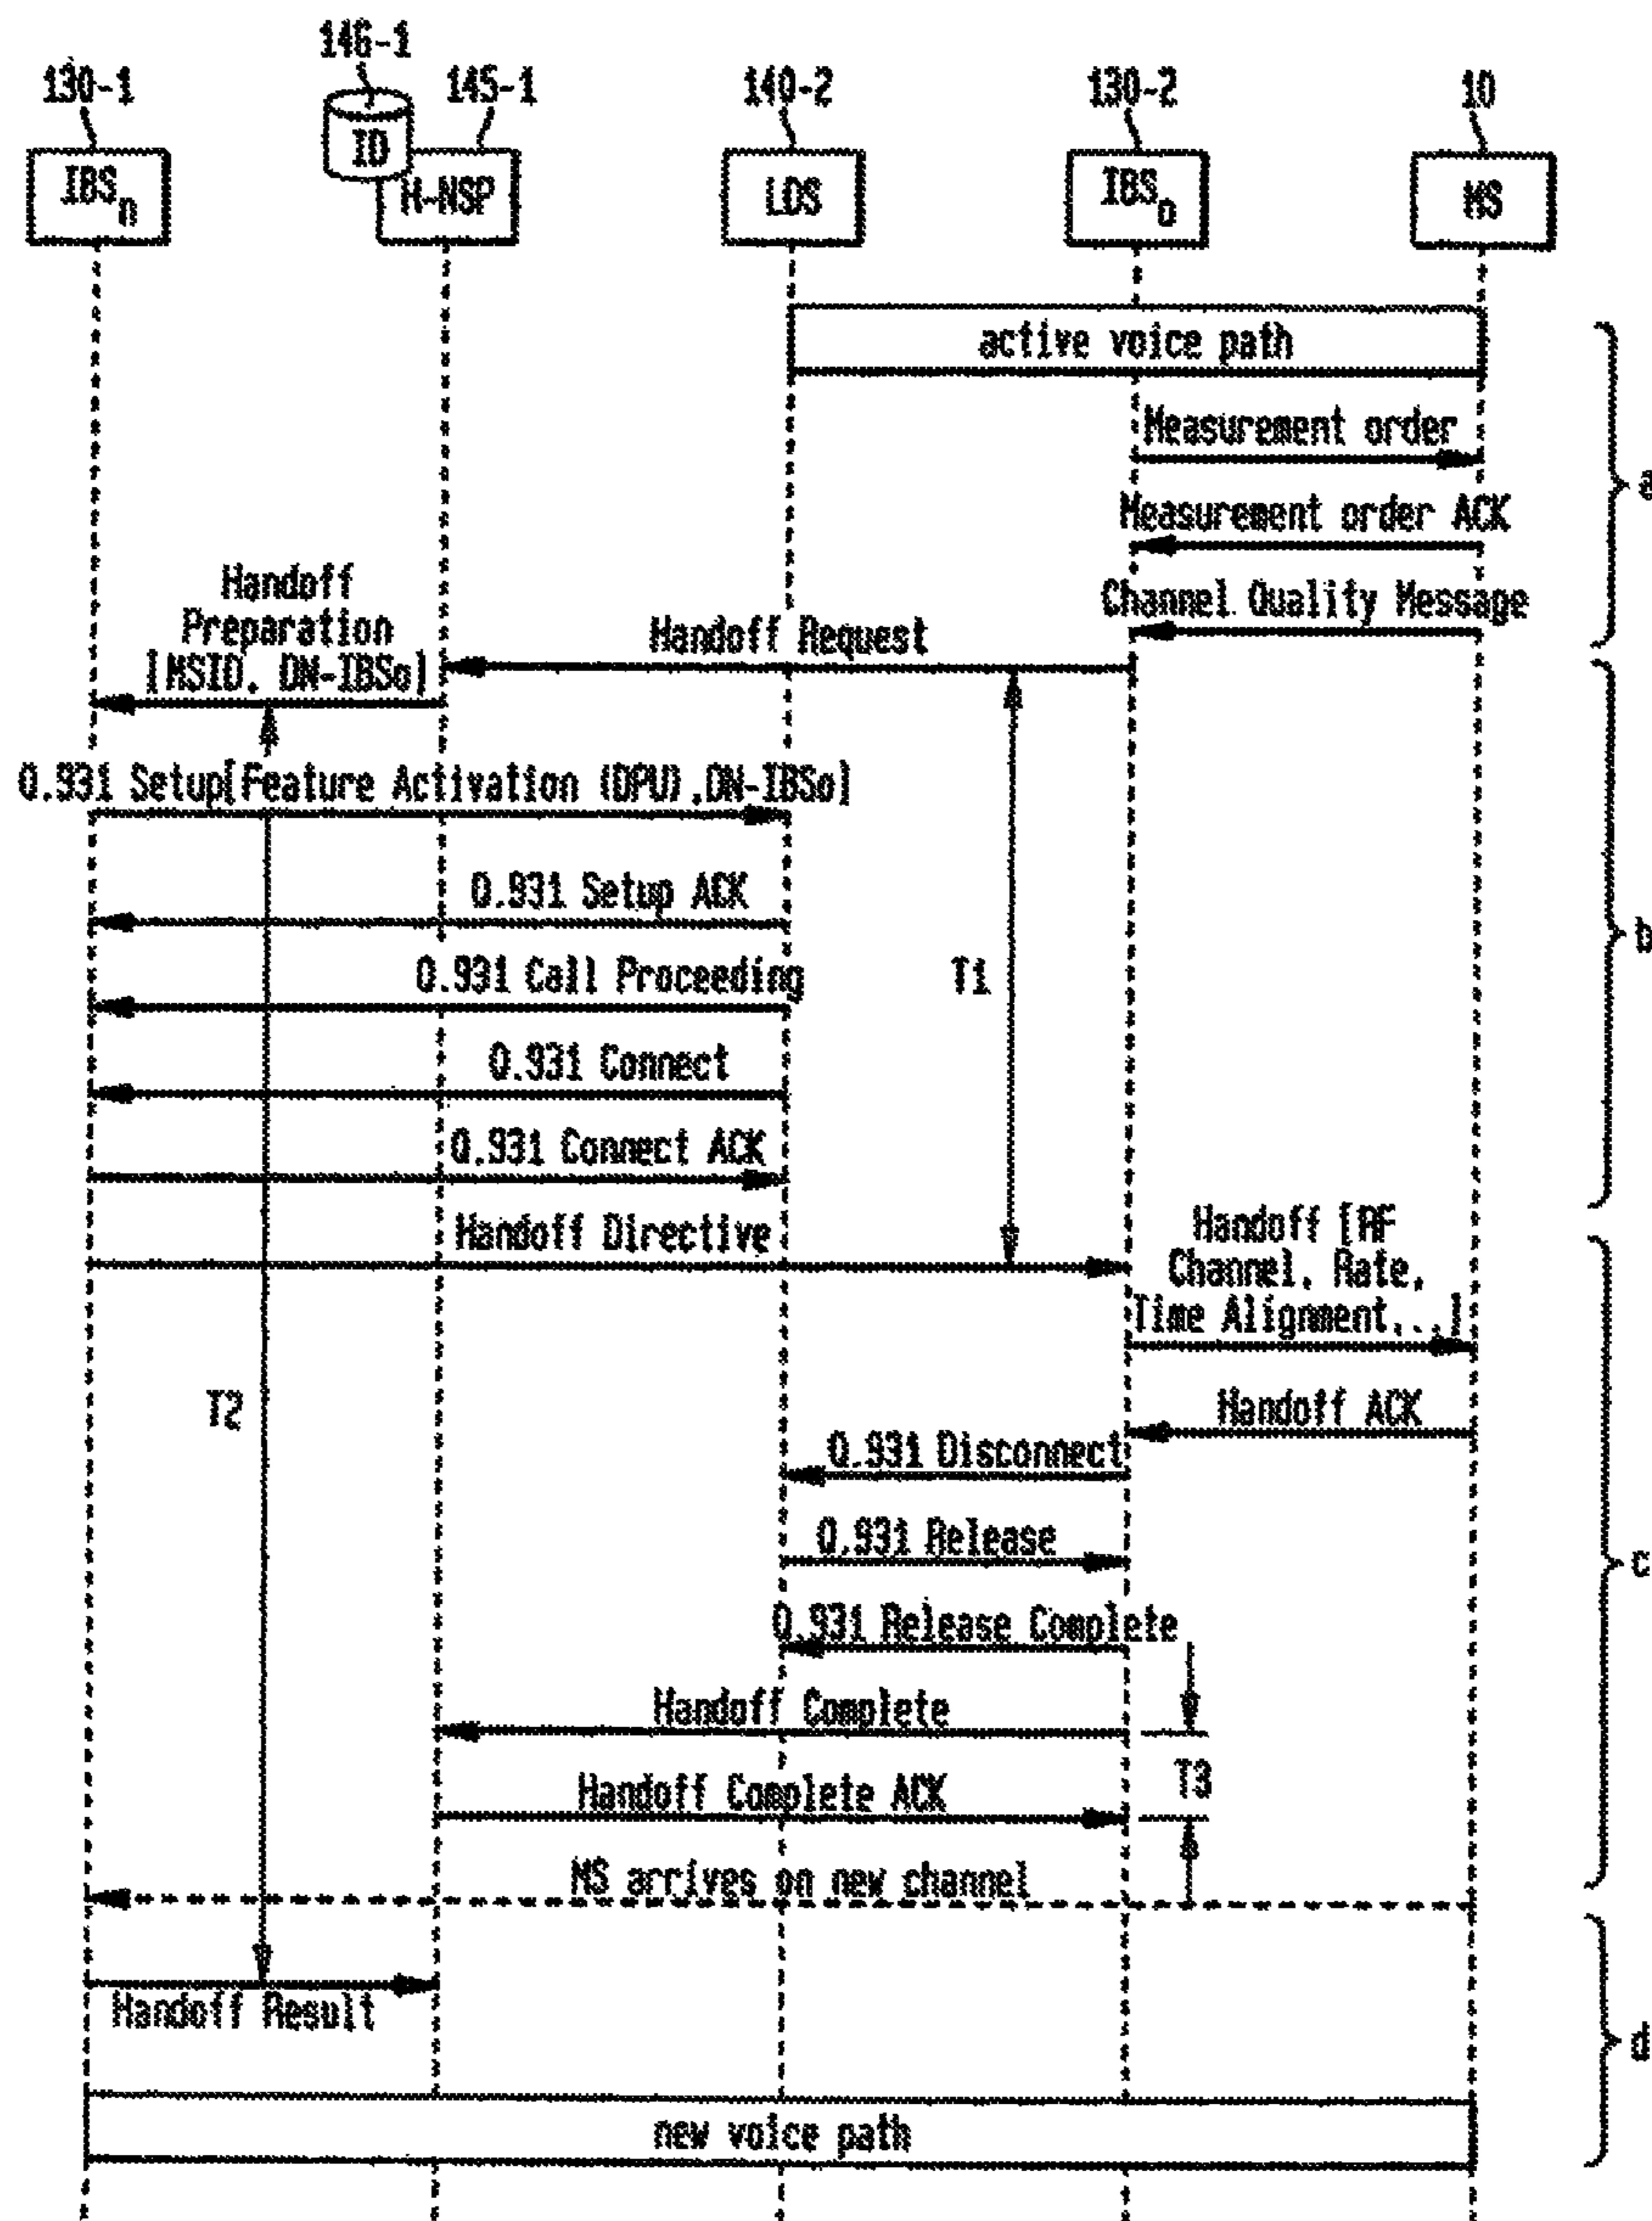 146-1
130-1 145-1 140-2 130-2 10
ID
IBSn H-NSP LDS IBSo MS
active voice path
Measurement order
a
Measurement order ACK
Channel Quality Message
Handoff Request
Handoff
Preparation
[MSID, DN-IBSo]
Q.931 Setup[Feature Activation (DPU),DN-IBSo]
Q.931 Setup ACK
b
T1
Q.931 Call Proceeding
Q.931 Connect
Q.931 Connect ACK
Handoff Directive
Handoff [RF
Channel, Rate,
Time Alignment...]
T2
Handoff ACK
Q.931 Disconnect
Q.931 Release
c
Q.931 Release Complete
Handoff Complete
T3
Handoff Complete ACK
MS arrives on new channel
Handoff Result
d
new voice path